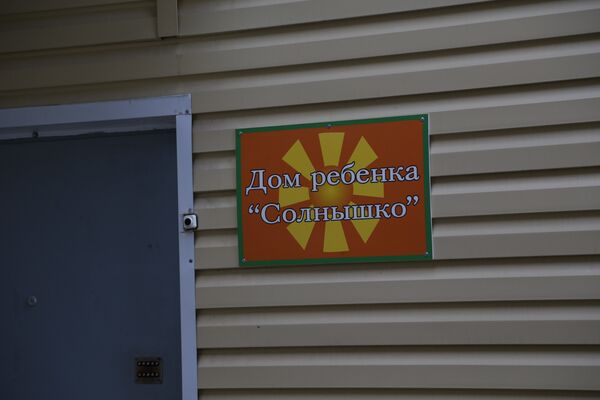 Дом ребенка
“Солнышко”